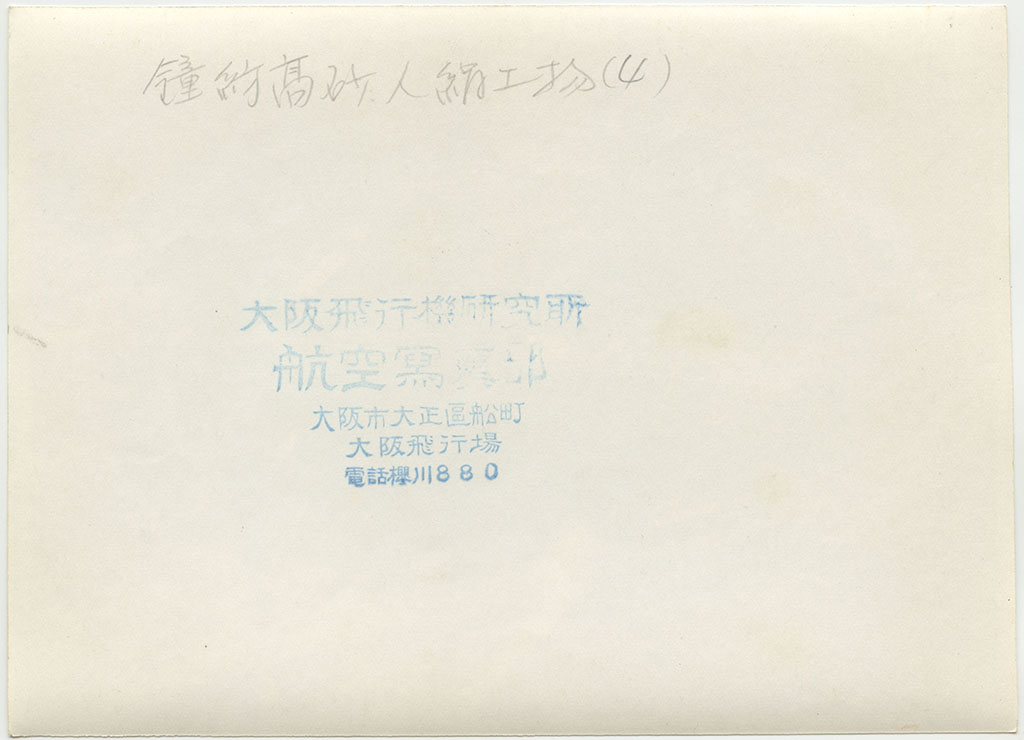 鐘紡高砂人絹工場(4)
大阪飛行機研究所
航空寫眞部
大阪市大正區船町
大阪飛行場
電話櫻川880